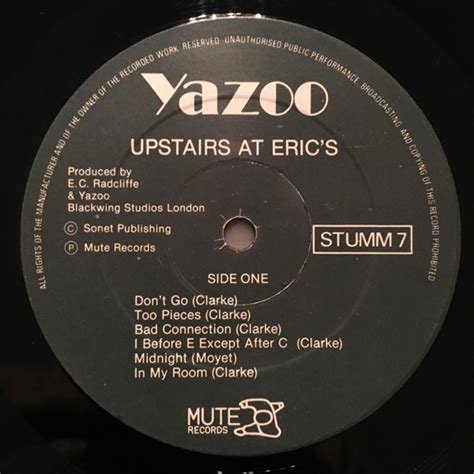 ALL RIGHTS OF THE MANUFACTURER AND OF THE OWNER OF THE RECORDED WORK RESERVED UNAUTHORISED PUBLIC PERFORMANCE, BROADCASTING AND COPYING OF THIS RECORD PROHIBITED
Yazoo
UPSTAIRS AT ERIC'S
Produced by
E.C. Radcliffe
& Yazoo
Blackwing Studios London
Ⓒ Sonet Publishing
Ⓟ Mute Records
STUMM 7
SIDE ONE
Don't Go (Clarke)
Too Pieces (Clarke)
Bad Connection (Clarke)
I Before E Except After C (Clarke)
Midnight (Moyet)
In My Room (Clarke)
MUTE
RECORDS